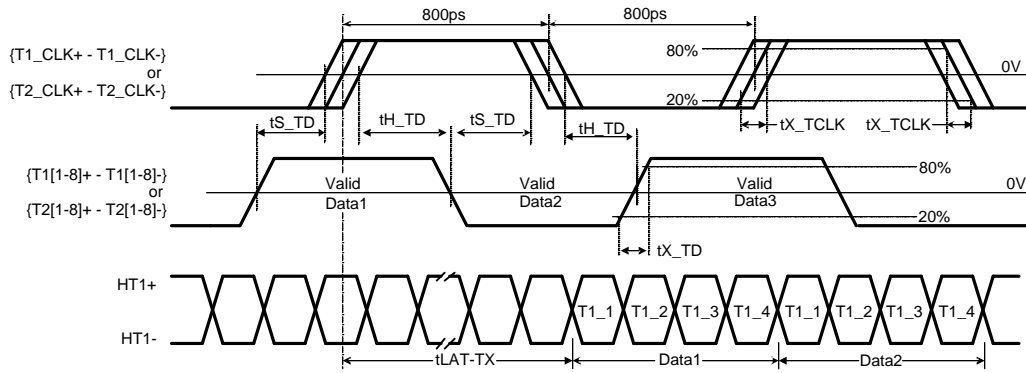 800ps 800ps
{T1_CLK+ - T1_CLK-}
or
{T2_CLK+ - T2_CLK-}
80%
0V
20%
tS_TD tH_TD tS_TD tH_TD tX_TCLK tX_TCLK
{T1[1-8]+ - T1[1-8]-}
or
{T2[1-8]+ - T2[1-8]-}
Valid
Data1
Valid
Data2
Valid
Data3
80%
0V
20%
tX_TD
HT1+
T1_1 T1_2 T1_3 T1_4 T1_1 T1_2 T1_3 T1_4
HT1-
tLAT-TX Data1 Data2